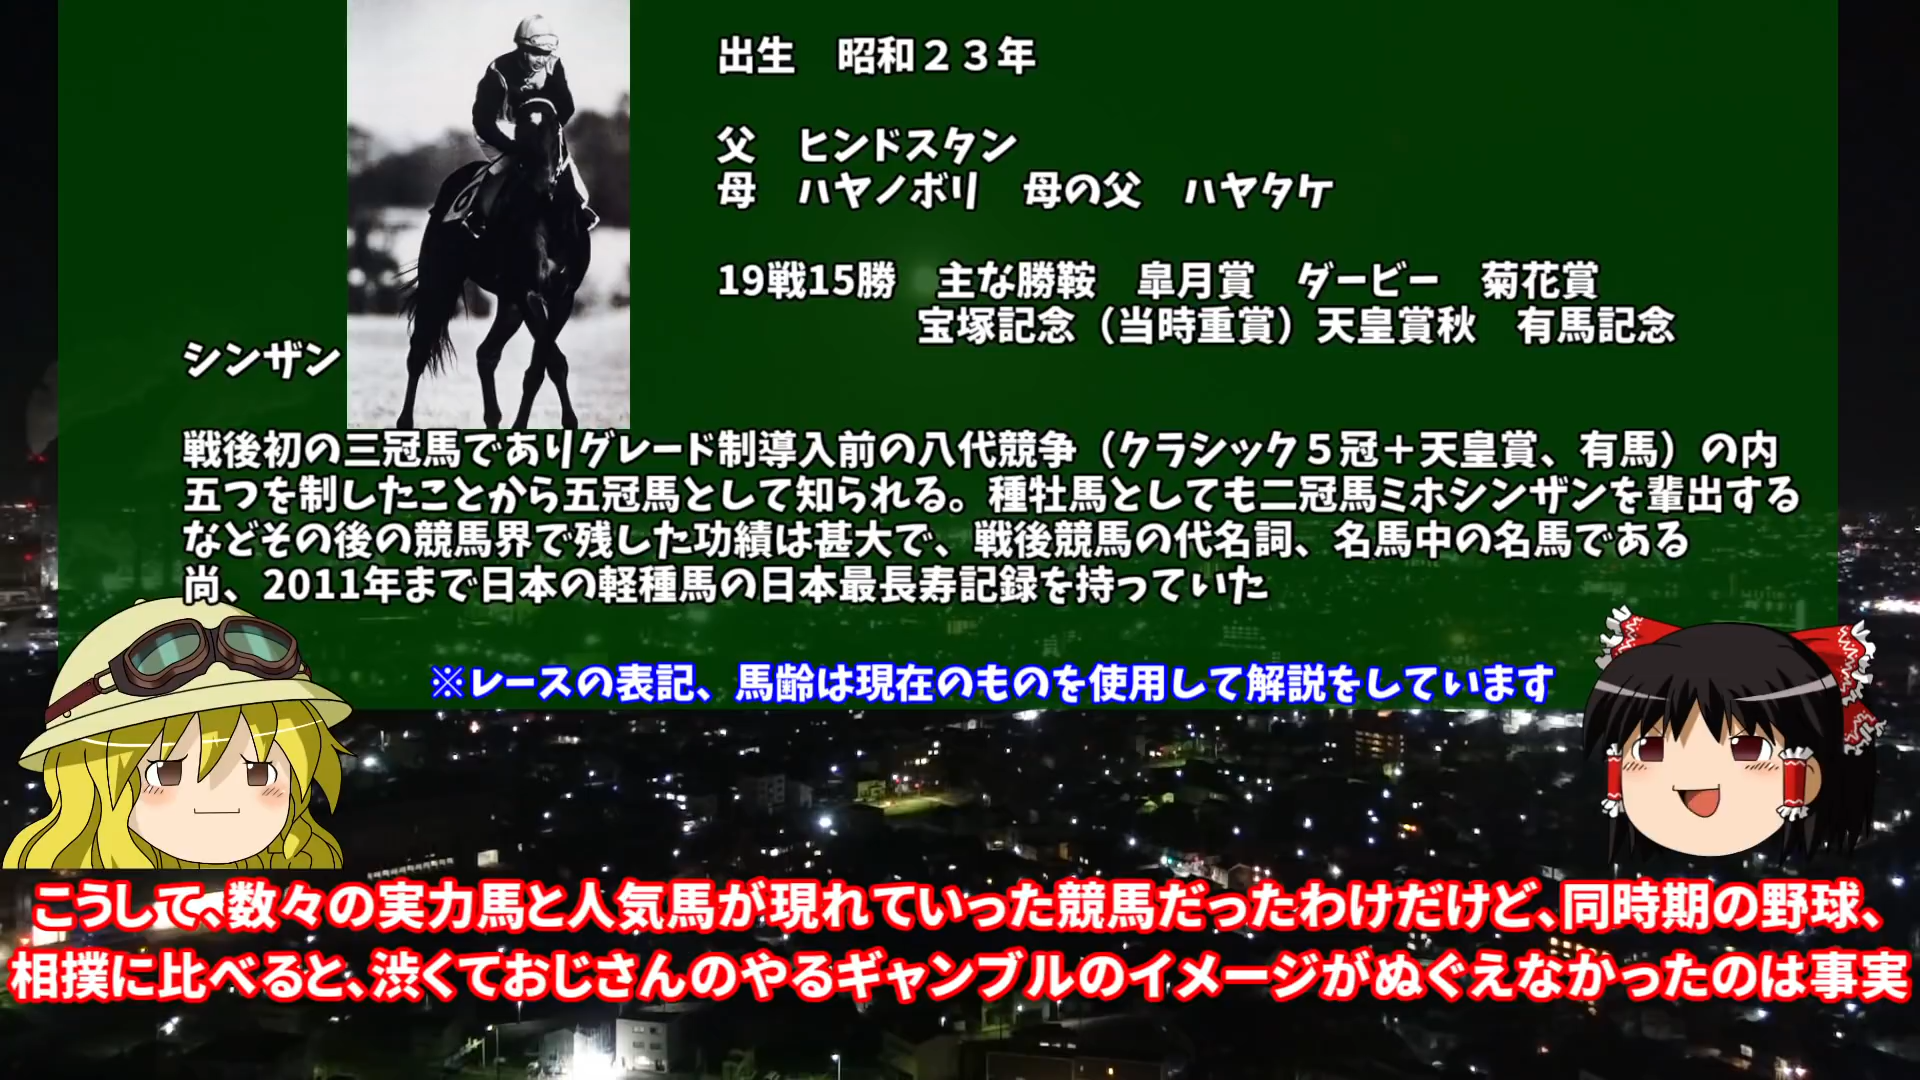 出生　昭和２３年
父　ヒンドスタン
母　ハヤノボリ　母の父　ハヤタケ
19戦15勝　主な勝鞍　皐月賞　ダービー　菊花賞
宝塚記念（当時重賞）天皇賞秋　有馬記念
シンザン
戦後初の三冠馬でありグレード制導入前の八代競争（クラシック５冠＋天皇賞、有馬）の内
五つを制したことから五冠馬として知られる。種牡馬としても二冠馬ミホシンザンを輩出する
などその後の競馬界で残した功績は甚大で、戦後競馬の代名詞、名馬中の名馬である
尚、2011年まで日本の軽種馬の日本最長寿記録を持っていた
※レースの表記、馬齢は現在のものを使用して解説をしています
こうして、数々の実力馬と人気馬が現れていった競馬だったわけだけど、同時期の野球、
相撲に比べると、渋くておじさんのやるギャンブルのイメージがぬぐえなかったのは事実